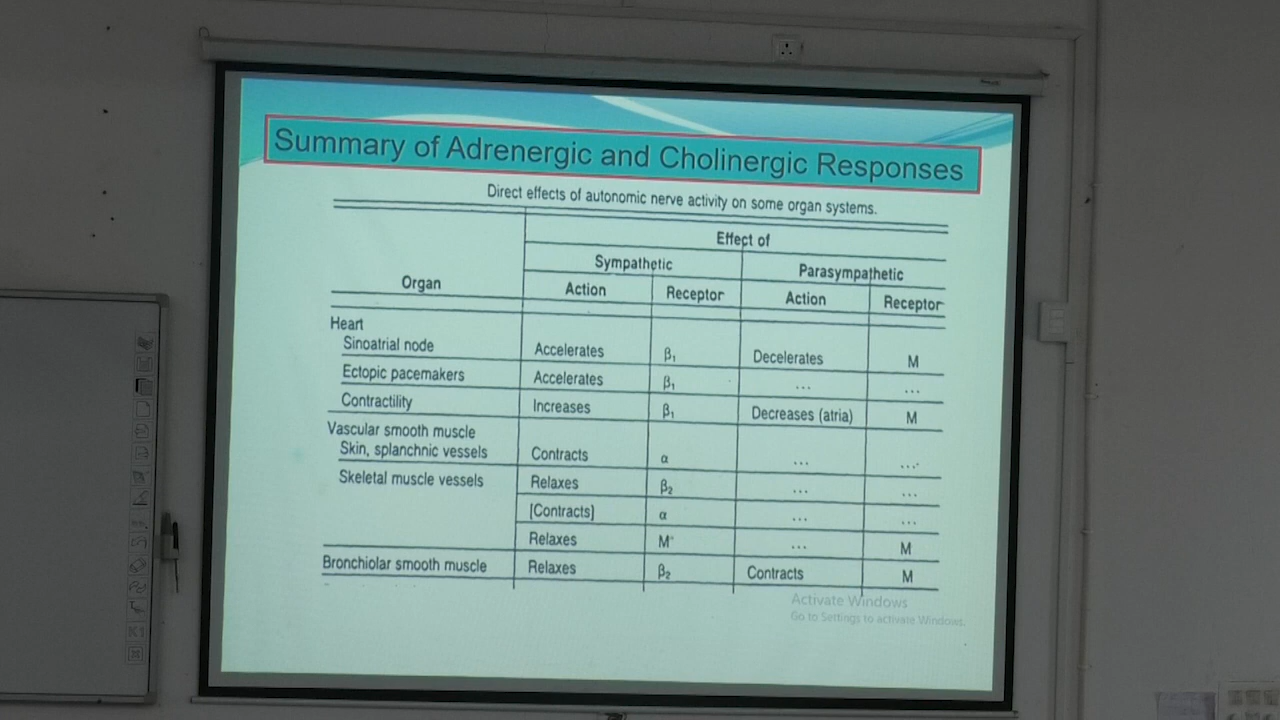 Summary of Adrenergic and Cholinergic Responses
Direct effects of autonomic nerve activity on some organ systems.
Effect of
Sympathetic Parasympathetic
Organ Action Receptor Action Receptor
Heart
Sinoatrial node Accelerates β₁ Decelerates M
Ectopic pacemakers Accelerates β₁ ... ...
Contractility Increases β₁ Decreases (atria) M
Vascular smooth muscle
Skin, splanchnic vessels Contracts α ... ...
Skeletal muscle vessels Relaxes β₂ ... ...
[Contracts] α ... ...
Relaxes M* ... M
Bronchiolar smooth muscle Relaxes β₂ Contracts M
Activate Windows
Go to Settings to activate Windows.